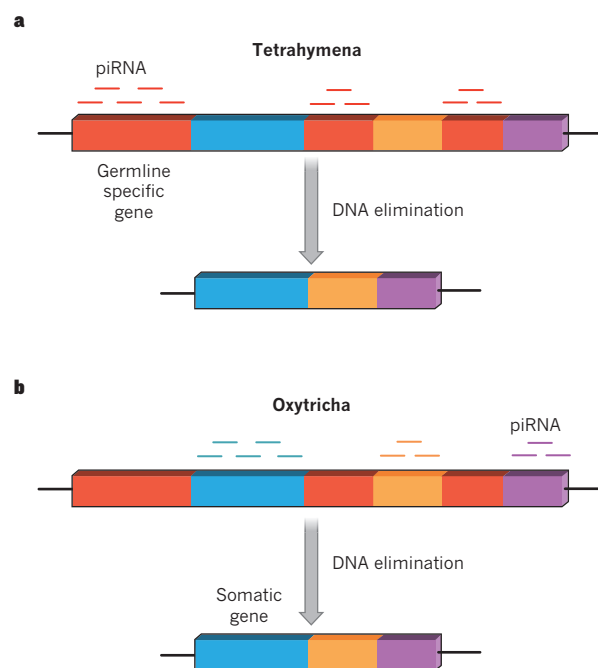 a
Tetrahymena
piRNA
Germline
specific
gene
DNA elimination
b
Oxytricha
piRNA
DNA elimination
Somatic
gene